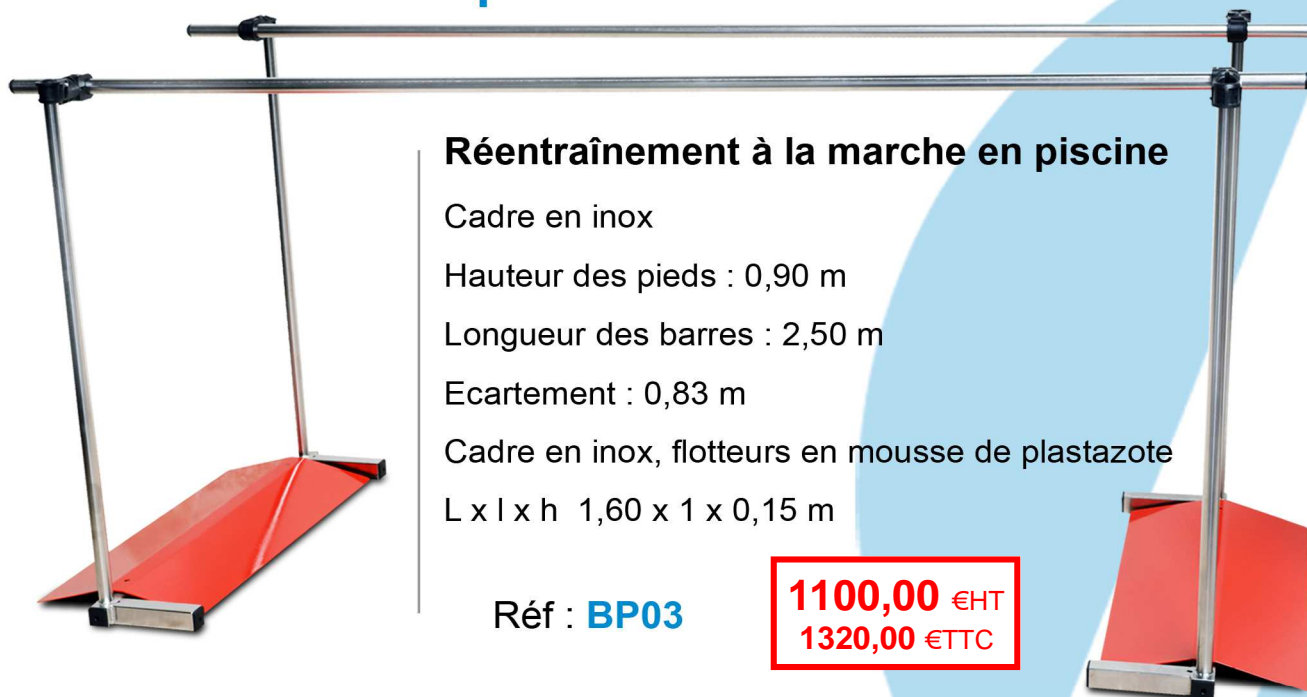 Réentraînement à la marche en piscine
Cadre en inox
Hauteur des pieds : 0,90 m
Longueur des barres : 2,50 m
Ecartement : 0,83 m
Cadre en inox, flotteurs en mousse de plastazote
L x l x h  1,60 x 1 x 0,15 m
Réf : BP03
1100,00 €HT
1320,00 €TTC